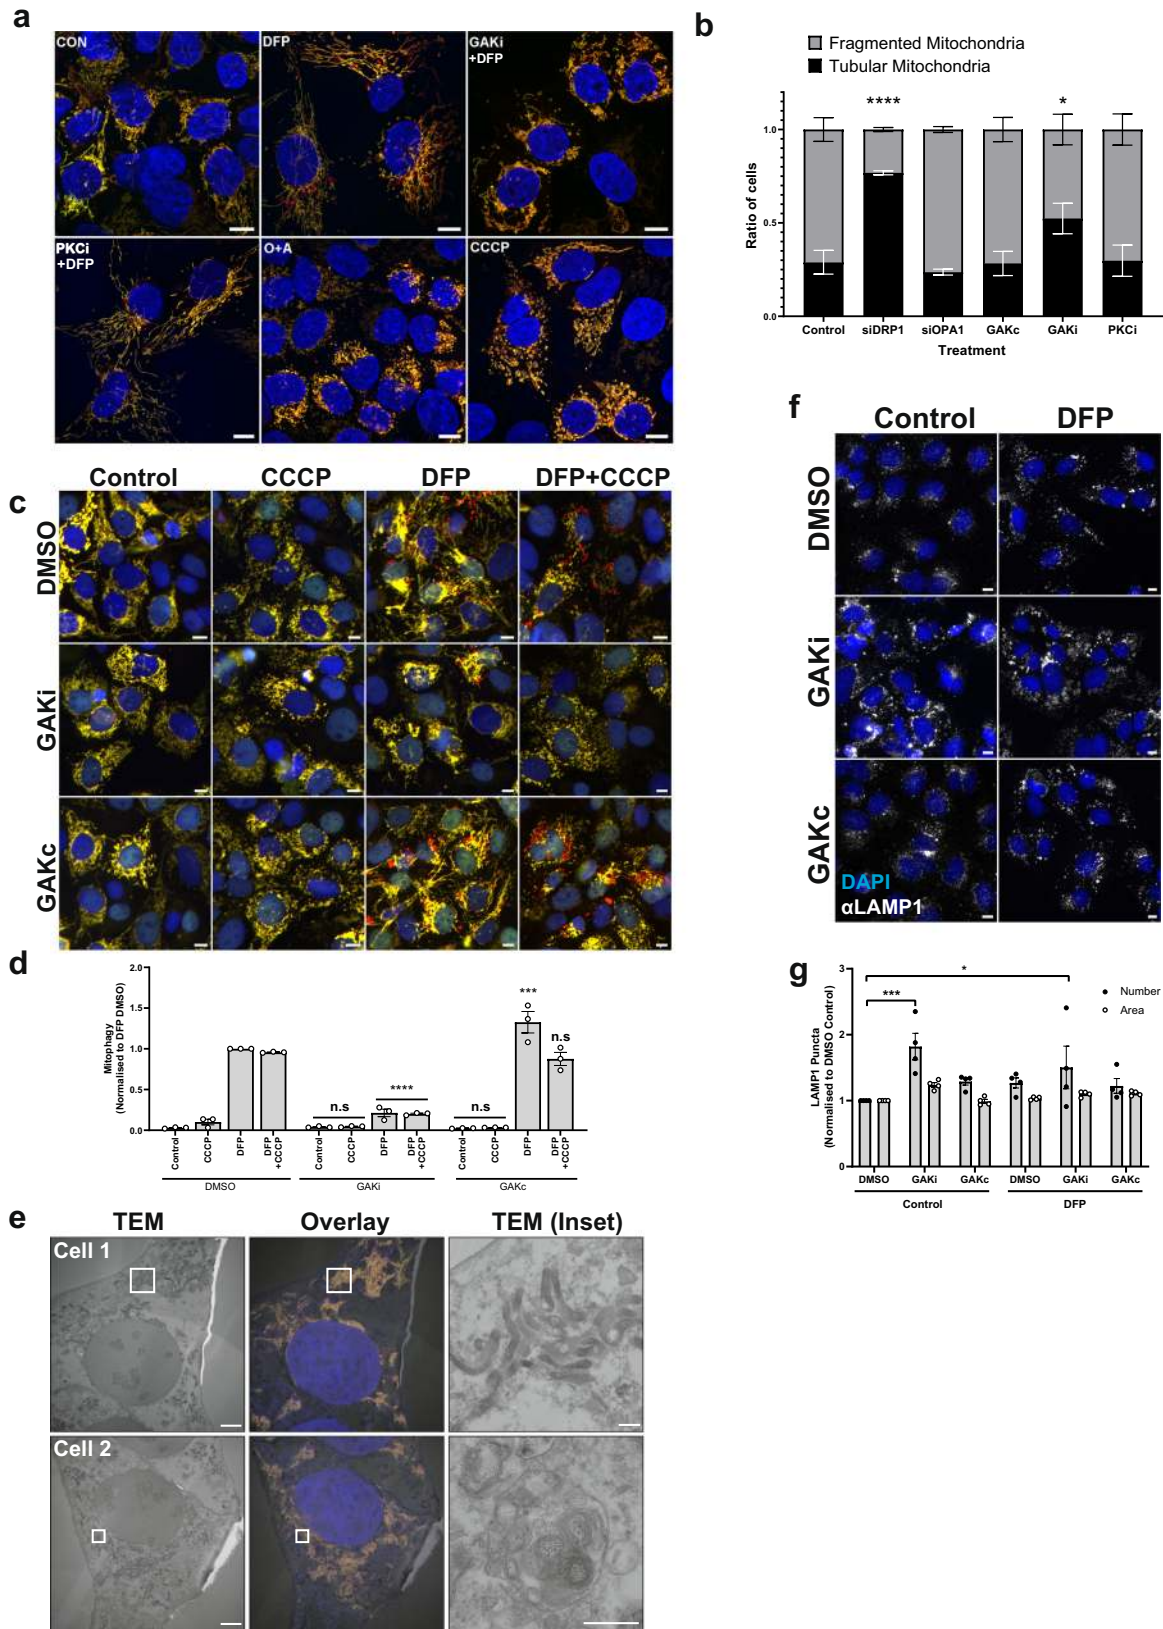 a
CON
DFP
GAKi
+DFP
PKCi
+DFP
O+A
CCCP
b
Fragmented Mitochondria
Tubular Mitochondria
****
*
Ratio of cells
1.0
0.5
0.0
Control
siDRP1
siOPA1
GAKc
GAKi
PKCi
Treatment
c
Control
CCCP
DFP
DFP+CCCP
DMSO
GAKi
GAKc
d
Mitophagy
(Normalised to DFP DMSO)
2.0
1.5
1.0
0.5
0.0
n.s
****
n.s
***
n.s
Control
CCCP
DFP
DFP
+CCCP
Control
CCCP
DFP
DFP
+CCCP
Control
CCCP
DFP
DFP
+CCCP
DMSO
GAKi
GAKc
e
TEM
Overlay
TEM (Inset)
Cell 1
Cell 2
f
Control
DFP
DMSO
GAKi
GAKc
DAPI
αLAMP1
g
LAMP1 Puncta
(Normalised to DMSO Control)
3
2
1
0
***
*
Number
Area
DMSO
GAKi
GAKc
DMSO
GAKi
GAKc
Control
DFP